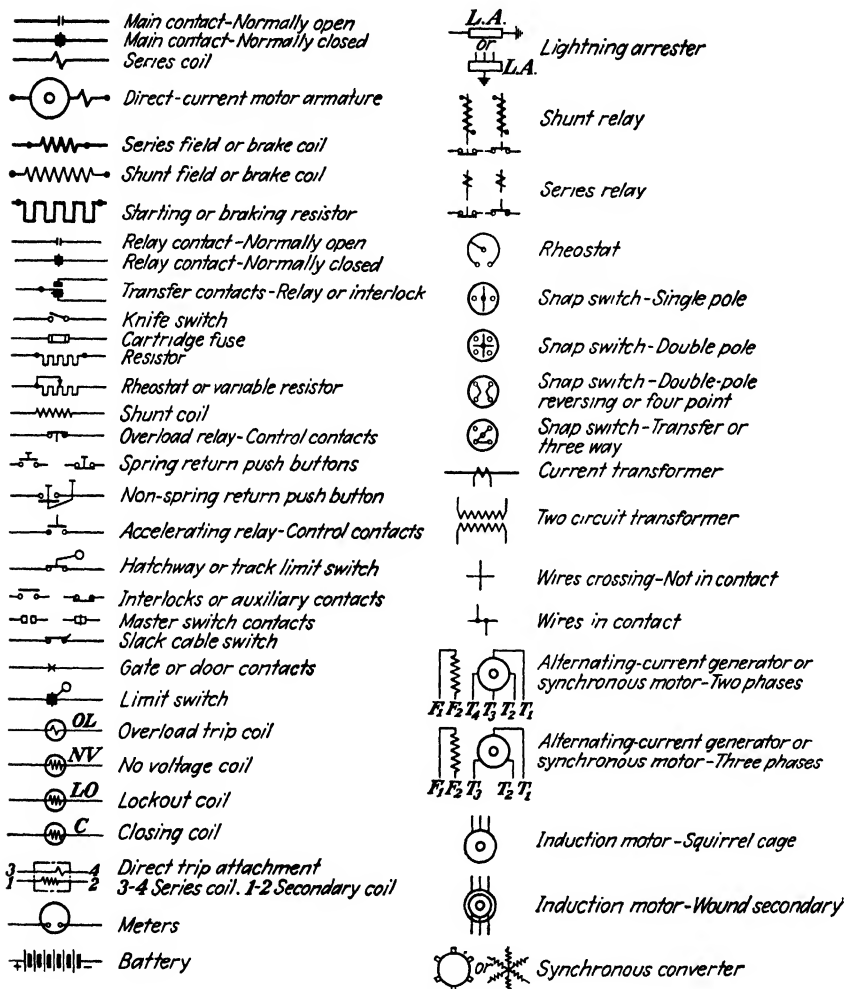 Main contact-Normally open
Main contact-Normally closed
Series coil
Direct-current motor armature
Series field or brake coil
Shunt field or brake coil
Starting or braking resistor
Relay contact-Normally open
Relay contact-Normally closed
Transfer contacts-Relay or interlock
Knife switch
Cartridge fuse
Resistor
Rheostat or variable resistor
Shunt coil
Overload relay-Control contacts
Spring return push buttons
Non-spring return push button
Accelerating relay-Control contacts
Hatchway or track limit switch
Interlocks or auxiliary contacts
Master switch contacts
Slack cable switch
Gate or door contacts
Limit switch
OL Overload trip coil
NV No voltage coil
LO Lockout coil
C Closing coil
3 4 Direct trip attachment
1 2 3-4 Series coil. 1-2 Secondary coil
Meters
+ - Battery
L.A.
or Lightning arrester
L.A.
Shunt relay
Series relay
Rheostat
Snap switch-Single pole
Snap switch-Double pole
Snap switch-Double-pole
reversing or four point
Snap switch-Transfer or
three way
Current transformer
Two circuit transformer
Wires crossing-Not in contact
Wires in contact
Alternating-current generator or
synchronous motor-Two phases
F1 F2 T4 T3 T2 T1
Alternating-current generator or
synchronous motor-Three phases
F1 F2 T3 T2 T1
Induction motor-Squirrel cage
Induction motor-Wound secondary
or Synchronous converter